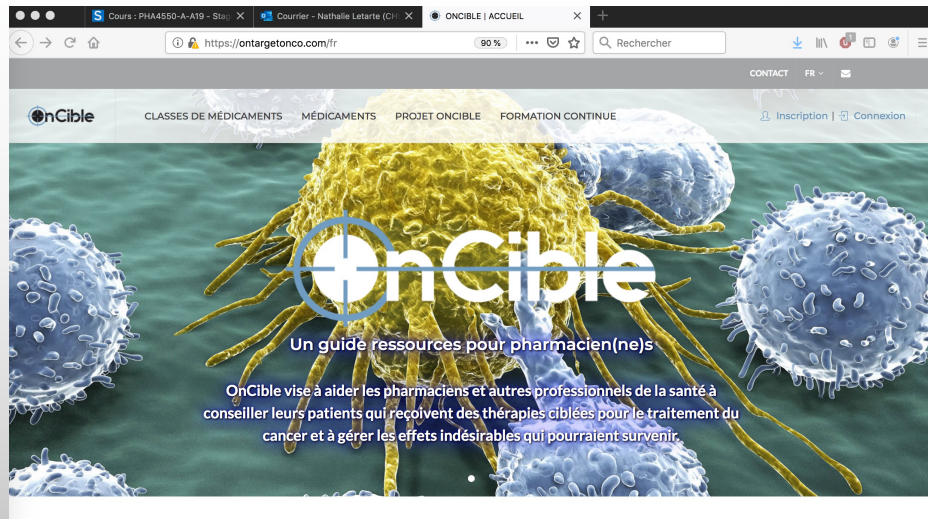 Cours : PHA4550-A-A19 - Stag
Courrier - Nathalie Letarte (CH
ONCIBLE | ACCUEIL
https://ontargetonco.com/fr
90 %
Rechercher
CONTACT FR
OnCible
CLASSES DE MÉDICAMENTS MÉDICAMENTS PROJET ONCIBLE FORMATION CONTINUE
Inscription | Connexion
OnCible
Un guide ressources pour pharmacien(ne)s
OnCible vise à aider les pharmaciens et autres professionnels de la santé à
conseiller leurs patients qui reçoivent des thérapies ciblées pour le traitement du
cancer et à gérer les effets indésirables qui pourraient survenir.